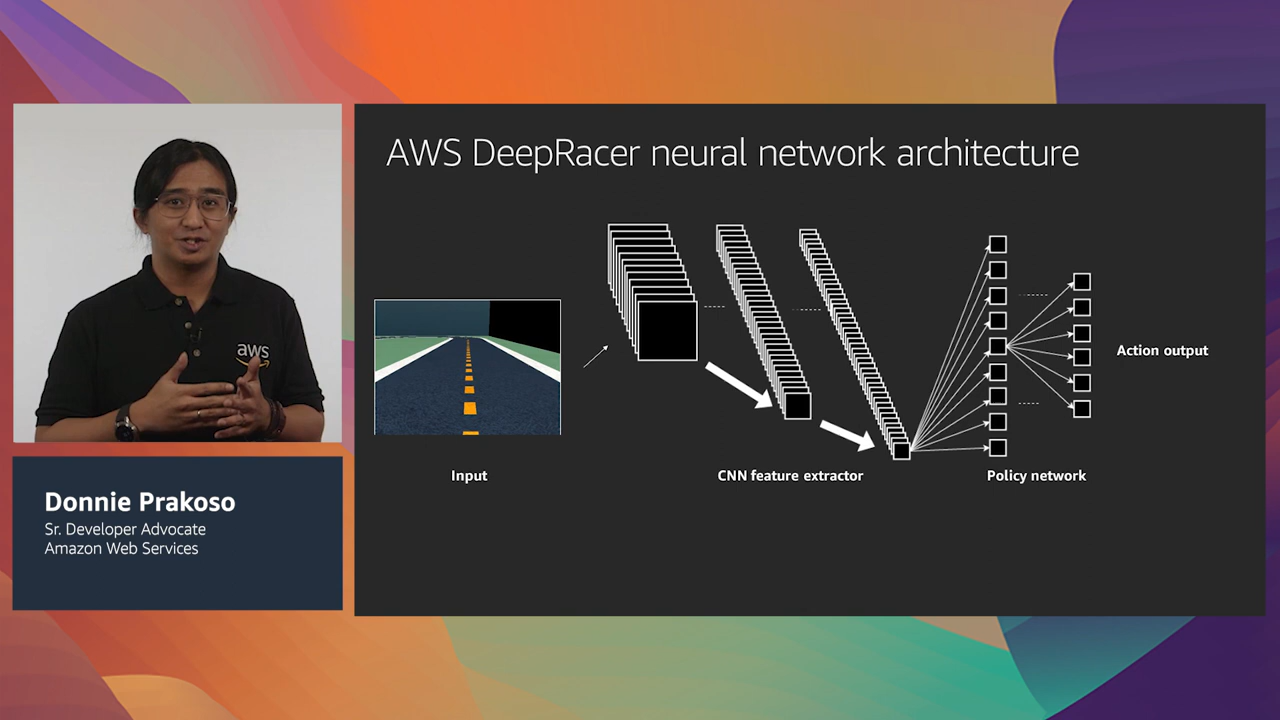 AWS DeepRacer neural network architecture
aws
Input
CNN feature extractor
Policy network
Action output
Donnie Prakoso
Sr. Developer Advocate
Amazon Web Services